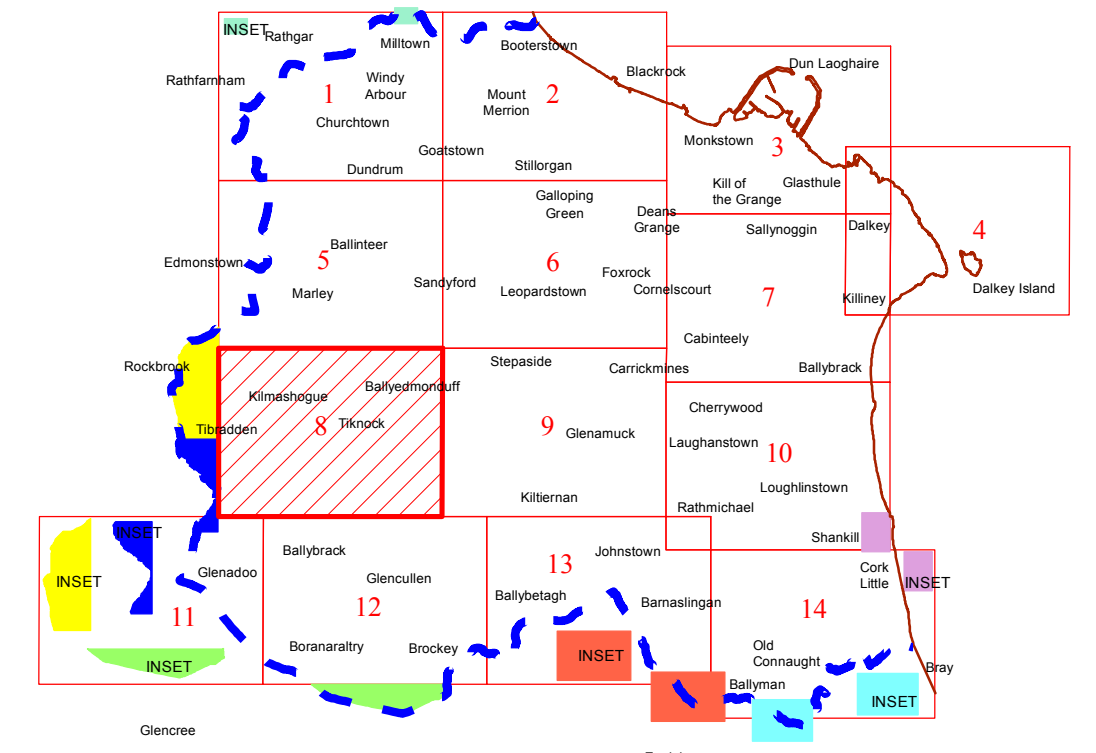 INSET
Rathgar
Milltown
Booterstown
Blackrock
Dun Laoghaire
Rathfarnham
Windy
Arbour
1
Mount
Merrion
2
Churchtown
Monkstown
3
Goatstown
Dundrum
Stillorgan
Kill of
the Grange
Glasthule
Galloping
Green
Deans
Grange
Sallynoggin
Dalkey
4
Ballinteer
Edmonstown
5
6
Foxrock
Sandyford
Leopardstown
Cornelscourt
7
Dalkey Island
Marley
Killiney
Cabinteely
Rockbrook
Stepaside
Carrickmines
Ballybrack
Kilmashogue
Ballyedmonduff
Cherrywood
Tibradden
8
Tiknock
9
Glenamuck
Laughanstown
10
Loughlinstown
Kiltiernan
Rathmichael
INSET
Shankill
Ballybrack
Johnstown
13
Glenadoo
Glencullen
Cork
Little
INSET
INSET
11
12
Ballybetagh
Barnaslingan
14
Boranaraltry
Brockey
INSET
INSET
Old
Connaught
Bray
Ballyman
INSET
Glencree